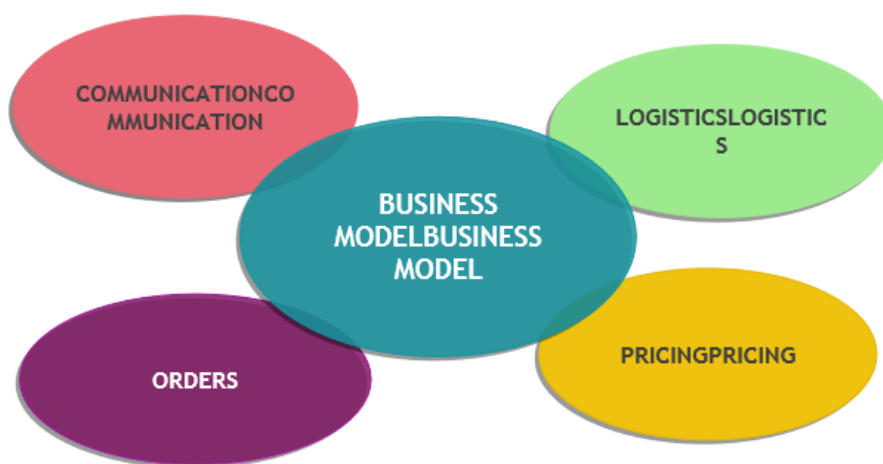 COMMUNICATIONCO
MMUNICATION
LOGISTICSLOGISTIC
S
BUSINESS
MODELBUSINESS
MODEL
ORDERS
PRICINGPRICING